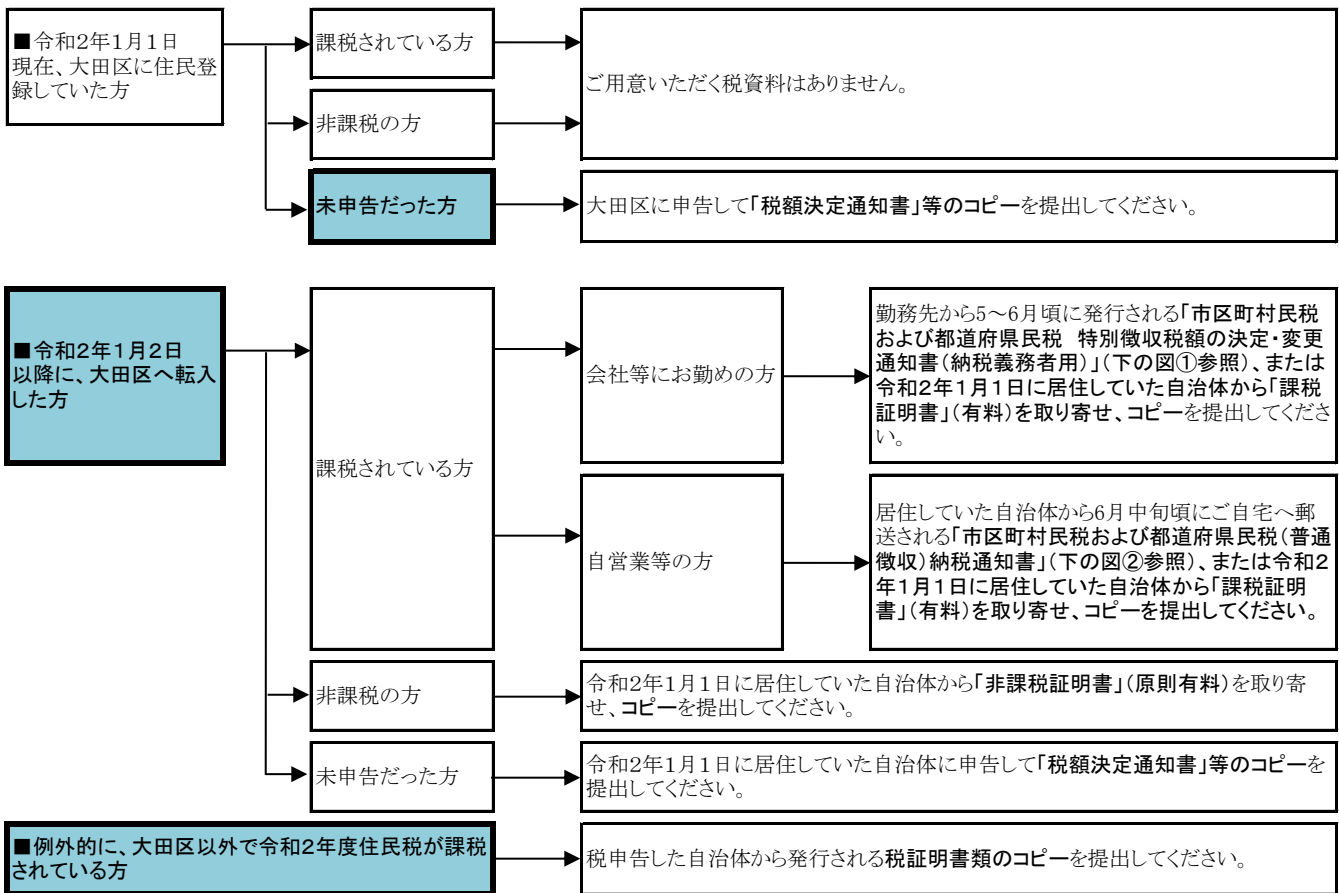 ■令和2年1月1日
現在、大田区に住民登
録していた方
課税されている方
ご用意いただく税資料はありません。
非課税の方
未申告だった方
大田区に申告して「税額決定通知書」等のコピーを提出してください。
■令和2年1月2日
以降に、大田区へ転入
した方
課税されている方
会社等にお勤めの方
勤務先から5～6月頃に発行される「市区町村民税
および都道府県民税　特別徴収税額の決定・変更
通知書(納税義務者用)」(下の図①参照)、または
令和2年1月1日に居住していた自治体から「課税
証明書」(有料)を取り寄せ、コピーを提出してくださ
い。
自営業等の方
居住していた自治体から6月中旬頃にご自宅へ郵
送される「市区町村民税および都道府県民税(普通
徴収)納税通知書」(下の図②参照)、または令和2
年1月1日に居住していた自治体から「課税証明
書」(有料)を取り寄せ、コピーを提出してください。
非課税の方
令和2年1月1日に居住していた自治体から「非課税証明書」(原則有料)を取り寄
せ、コピーを提出してください。
未申告だった方
令和2年1月1日に居住していた自治体に申告して「税額決定通知書」等のコピーを
提出してください。
■例外的に、大田区以外で令和2年度住民税が課税
されている方
税申告した自治体から発行される税証明書類のコピーを提出してください。